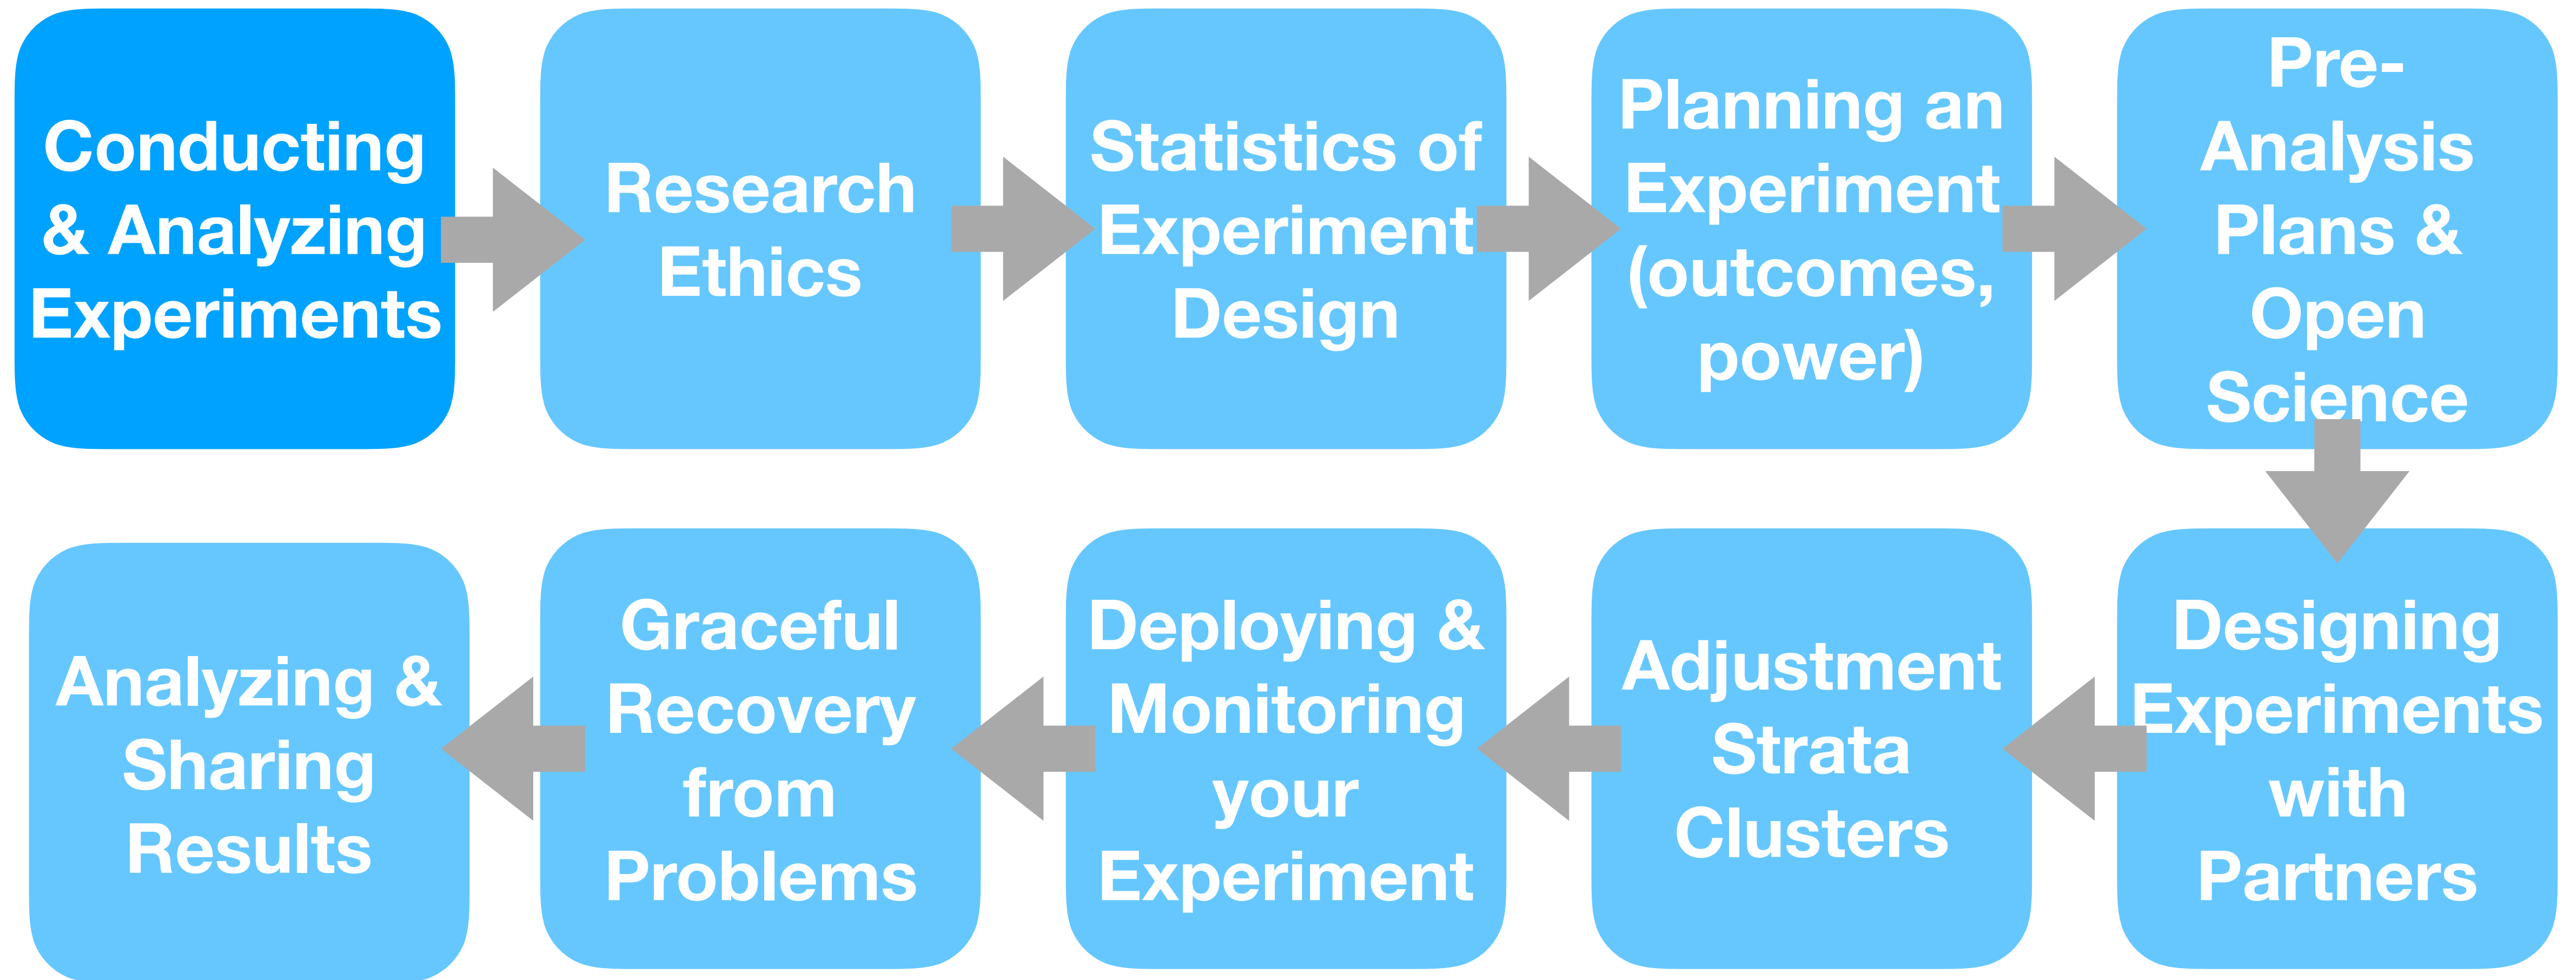 Conducting
& Analyzing
Experiments
Research
Ethics
Statistics of
Experiment
Design
Planning an
Experiment
(outcomes,
power)
Pre-
Analysis
Plans &
Open
Science
Designing
Experiments
with
Partners
Adjustment
Strata
Clusters
Deploying &
Monitoring
your
Experiment
Graceful
Recovery
from
Problems
Analyzing &
Sharing
Results